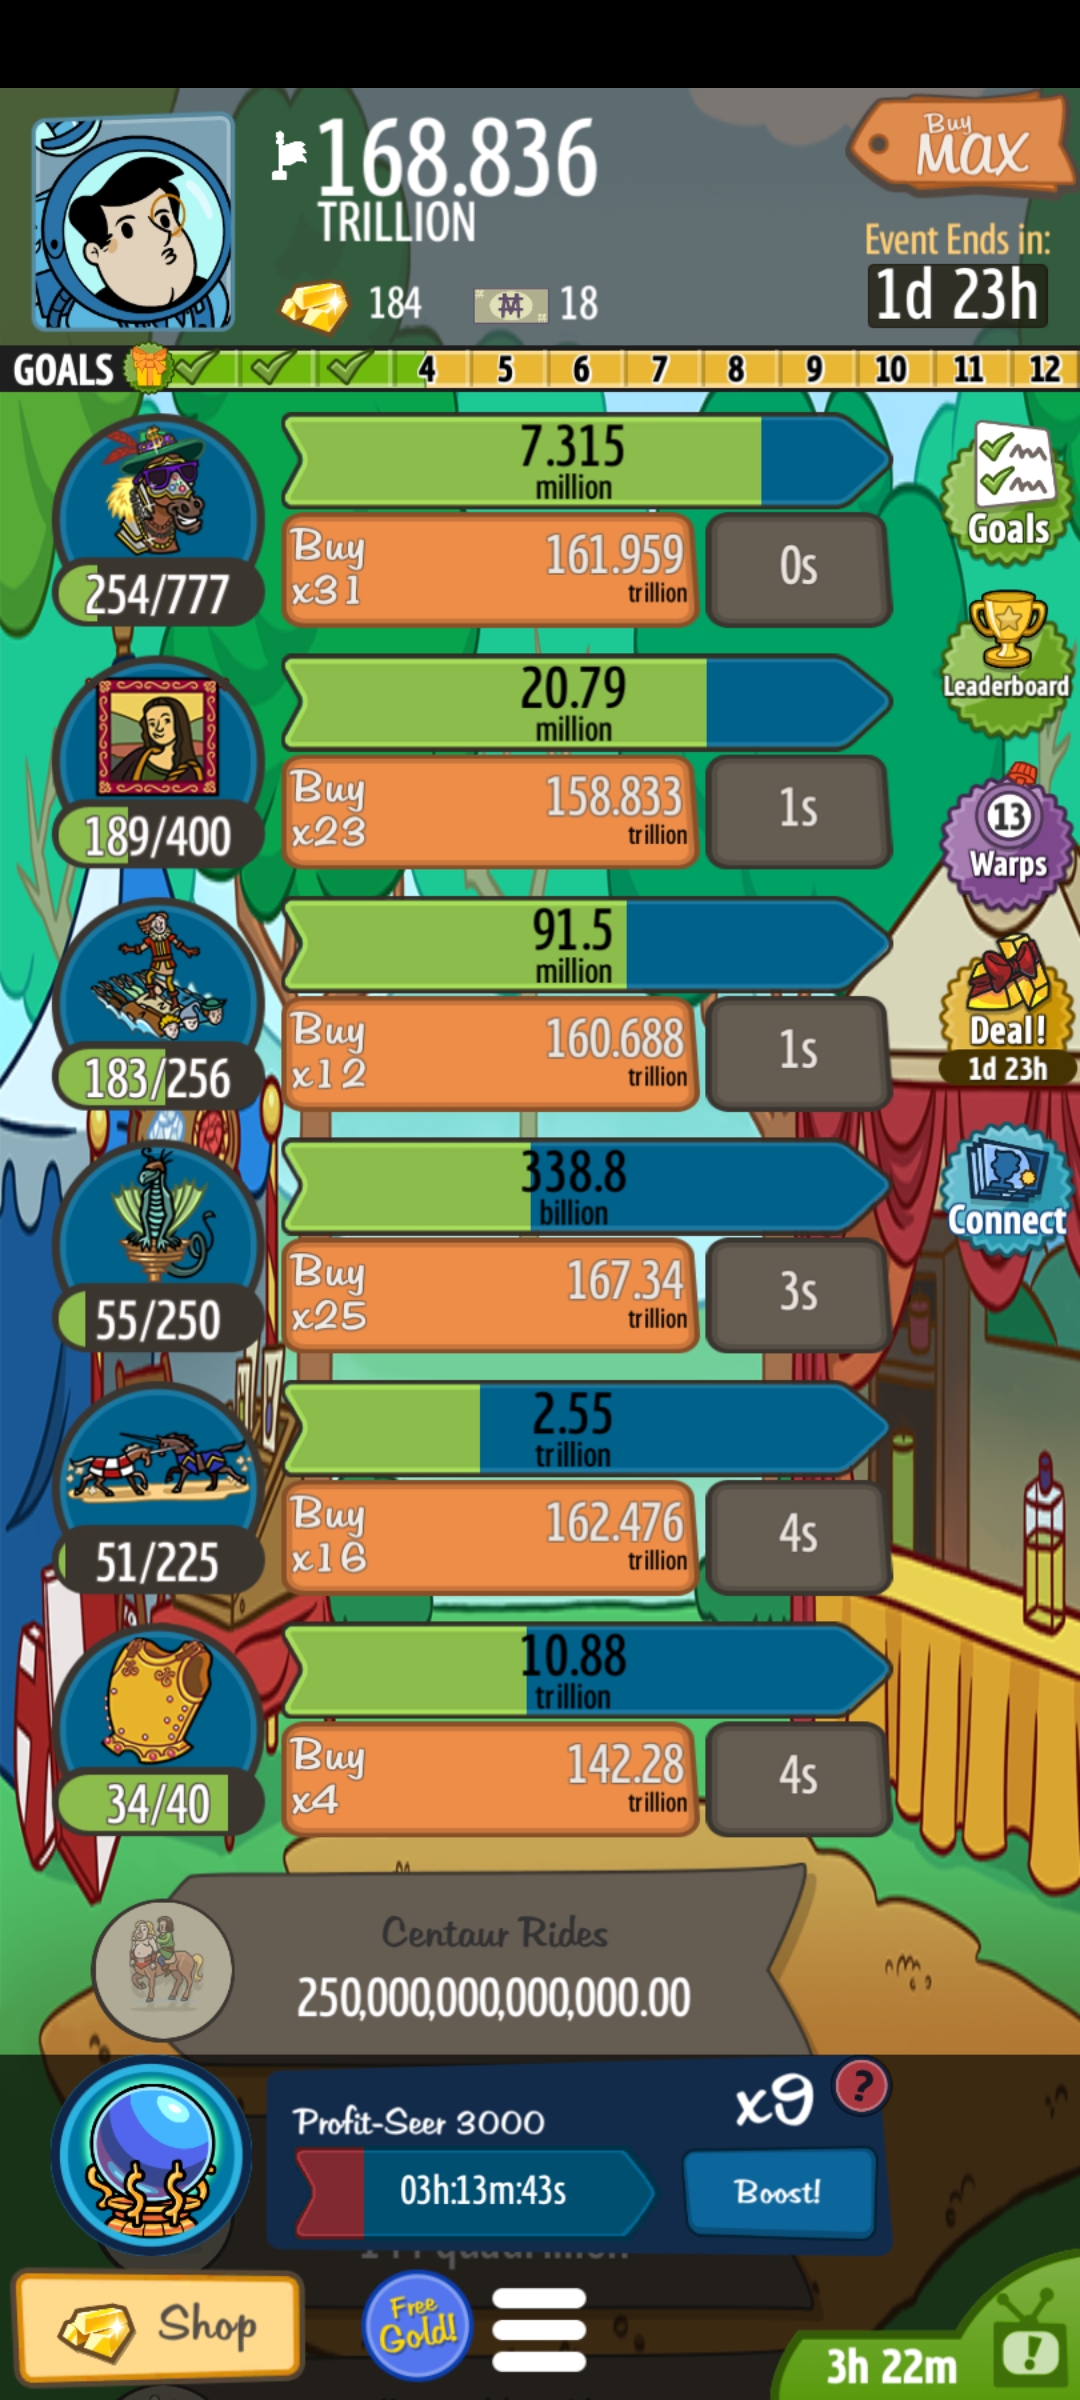 168.836
TRILLION
184
18
Buy
MAX
Event Ends in:
1d 23h
GOALS 4 5 6 7 8 9 10 11 12
7.315
million
254/777
Buy
x31
161.959
trillion
0s
Goals
Leaderboard
20.79
million
189/400
Buy
x23
158.833
trillion
1s
13
Warps
91.5
million
183/256
Buy
x12
160.688
trillion
1s
Deal!
1d 23h
338.8
billion
55/250
Buy
x25
167.34
trillion
3s
Connect
2.55
trillion
51/225
Buy
x16
162.476
trillion
4s
10.88
trillion
34/40
Buy
x4
142.28
trillion
4s
Centaur Rides
250,000,000,000,000.00
Profit-Seer 3000
x9
?
03h:13m:43s
Boost!
Shop
Free
Gold!
3h 22m
!